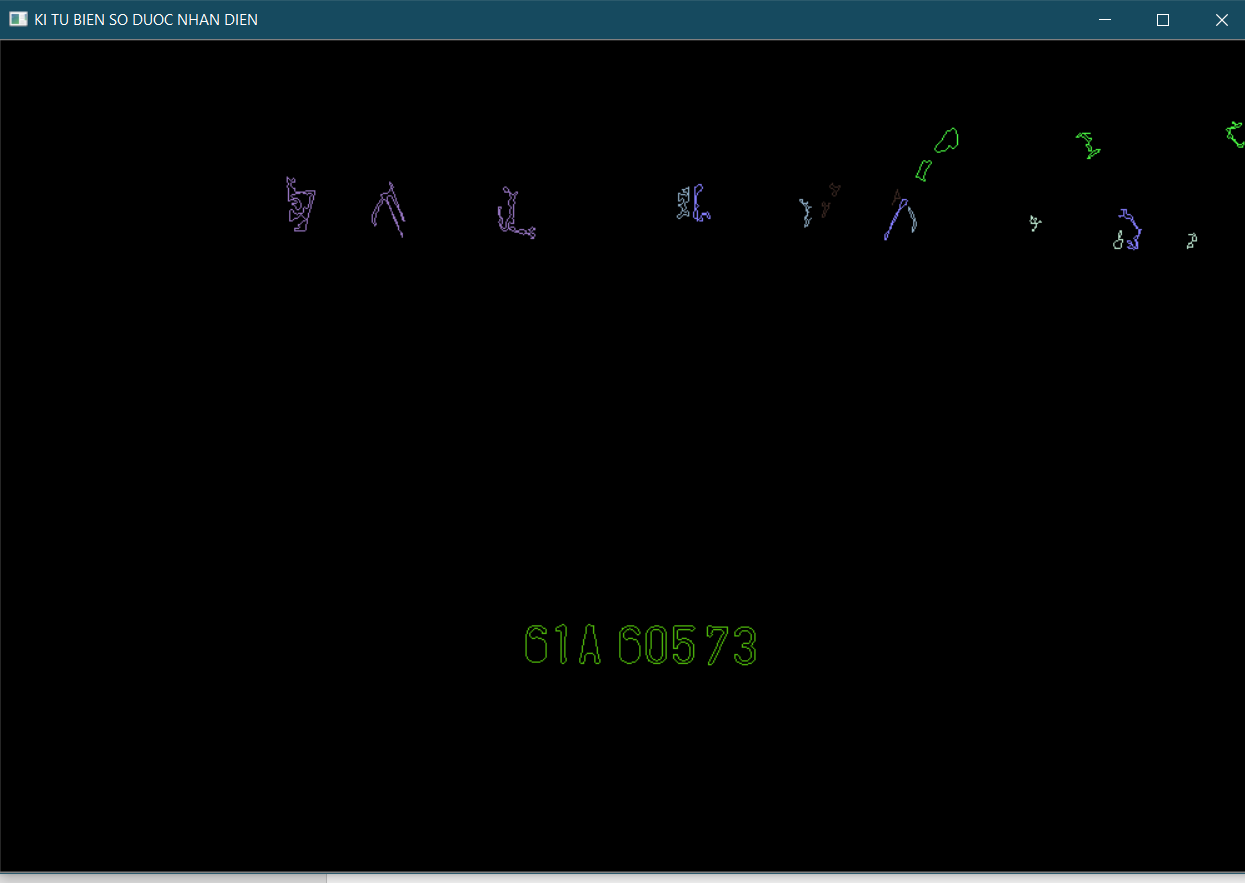 KI TU BIEN SO DUOC NHAN DIEN
61A 60573